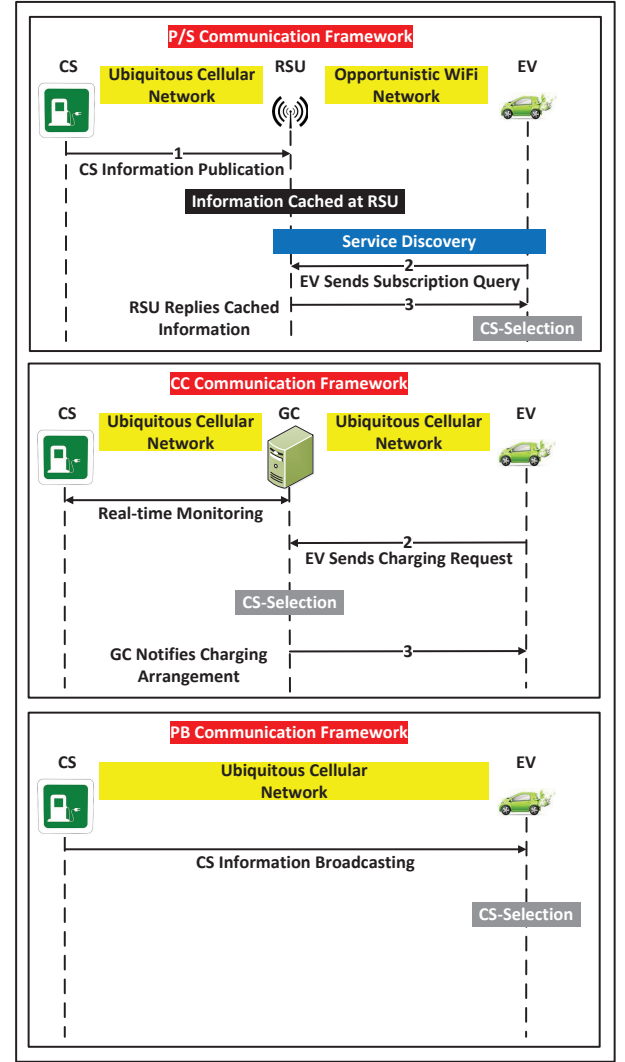 P/S Communication Framework
CS
Ubiquitous Cellular
Network
RSU
Opportunistic WiFi
Network
EV
1
CS Information Publication
Information Cached at RSU
Service Discovery
2
EV Sends Subscription Query
RSU Replies Cached
Information
3
CS-Selection
CC Communication Framework
CS
Ubiquitous Cellular
Network
GC
Ubiquitous Cellular
Network
EV
Real-time Monitoring
2
EV Sends Charging Request
CS-Selection
GC Notifies Charging
Arrangement
3
PB Communication Framework
CS
Ubiquitous Cellular
Network
EV
CS Information Broadcasting
CS-Selection